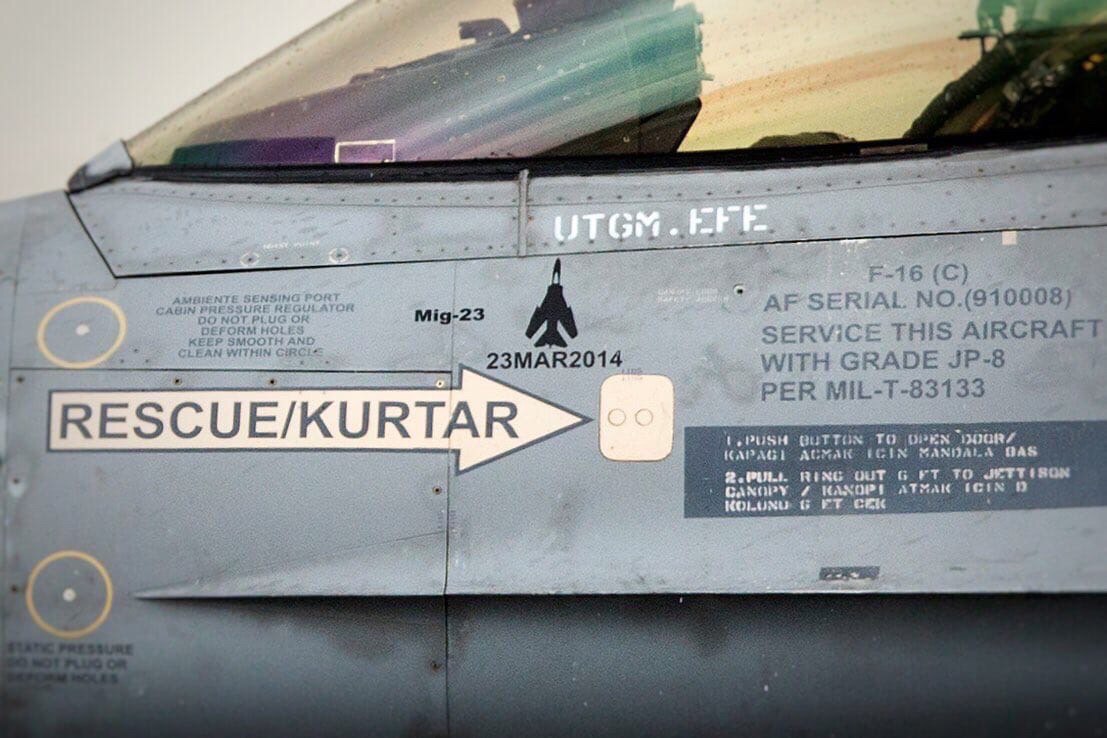 UTGM.EFE
AMBIENTE SENSING PORT
CABIN PRESSURE REGULATOR
DO NOT PLUG OR
DEFORM HOLES
KEEP SMOOTH AND
CLEAN WITHIN CIRCLE
Mig-23
23MAR2014
F-16 (C)
AF SERIAL NO.(910008)
SERVICE THIS AIRCRAFT
WITH GRADE JP-8
PER MIL-T-83133
RESCUE/KURTAR
1.PUSH BUTTON TO OPEN DOOR/
KAPAGI ACMAK ICIN MANDALA BAS
2.PULL RING OUT 6 FT TO JETTISON
CANOPY / KANOPI ATMAK ICIN D
KOLUNU 6 FT CEK
STATIC PRESSURE
DO NOT PLUG OR
DEFORM HOLES